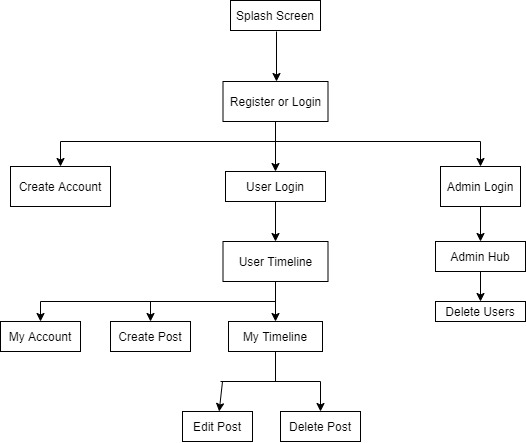 Splash Screen
Register or Login
Create Account
User Login
Admin Login
User Timeline
Admin Hub
Delete Users
My Account
Create Post
My Timeline
Edit Post
Delete Post